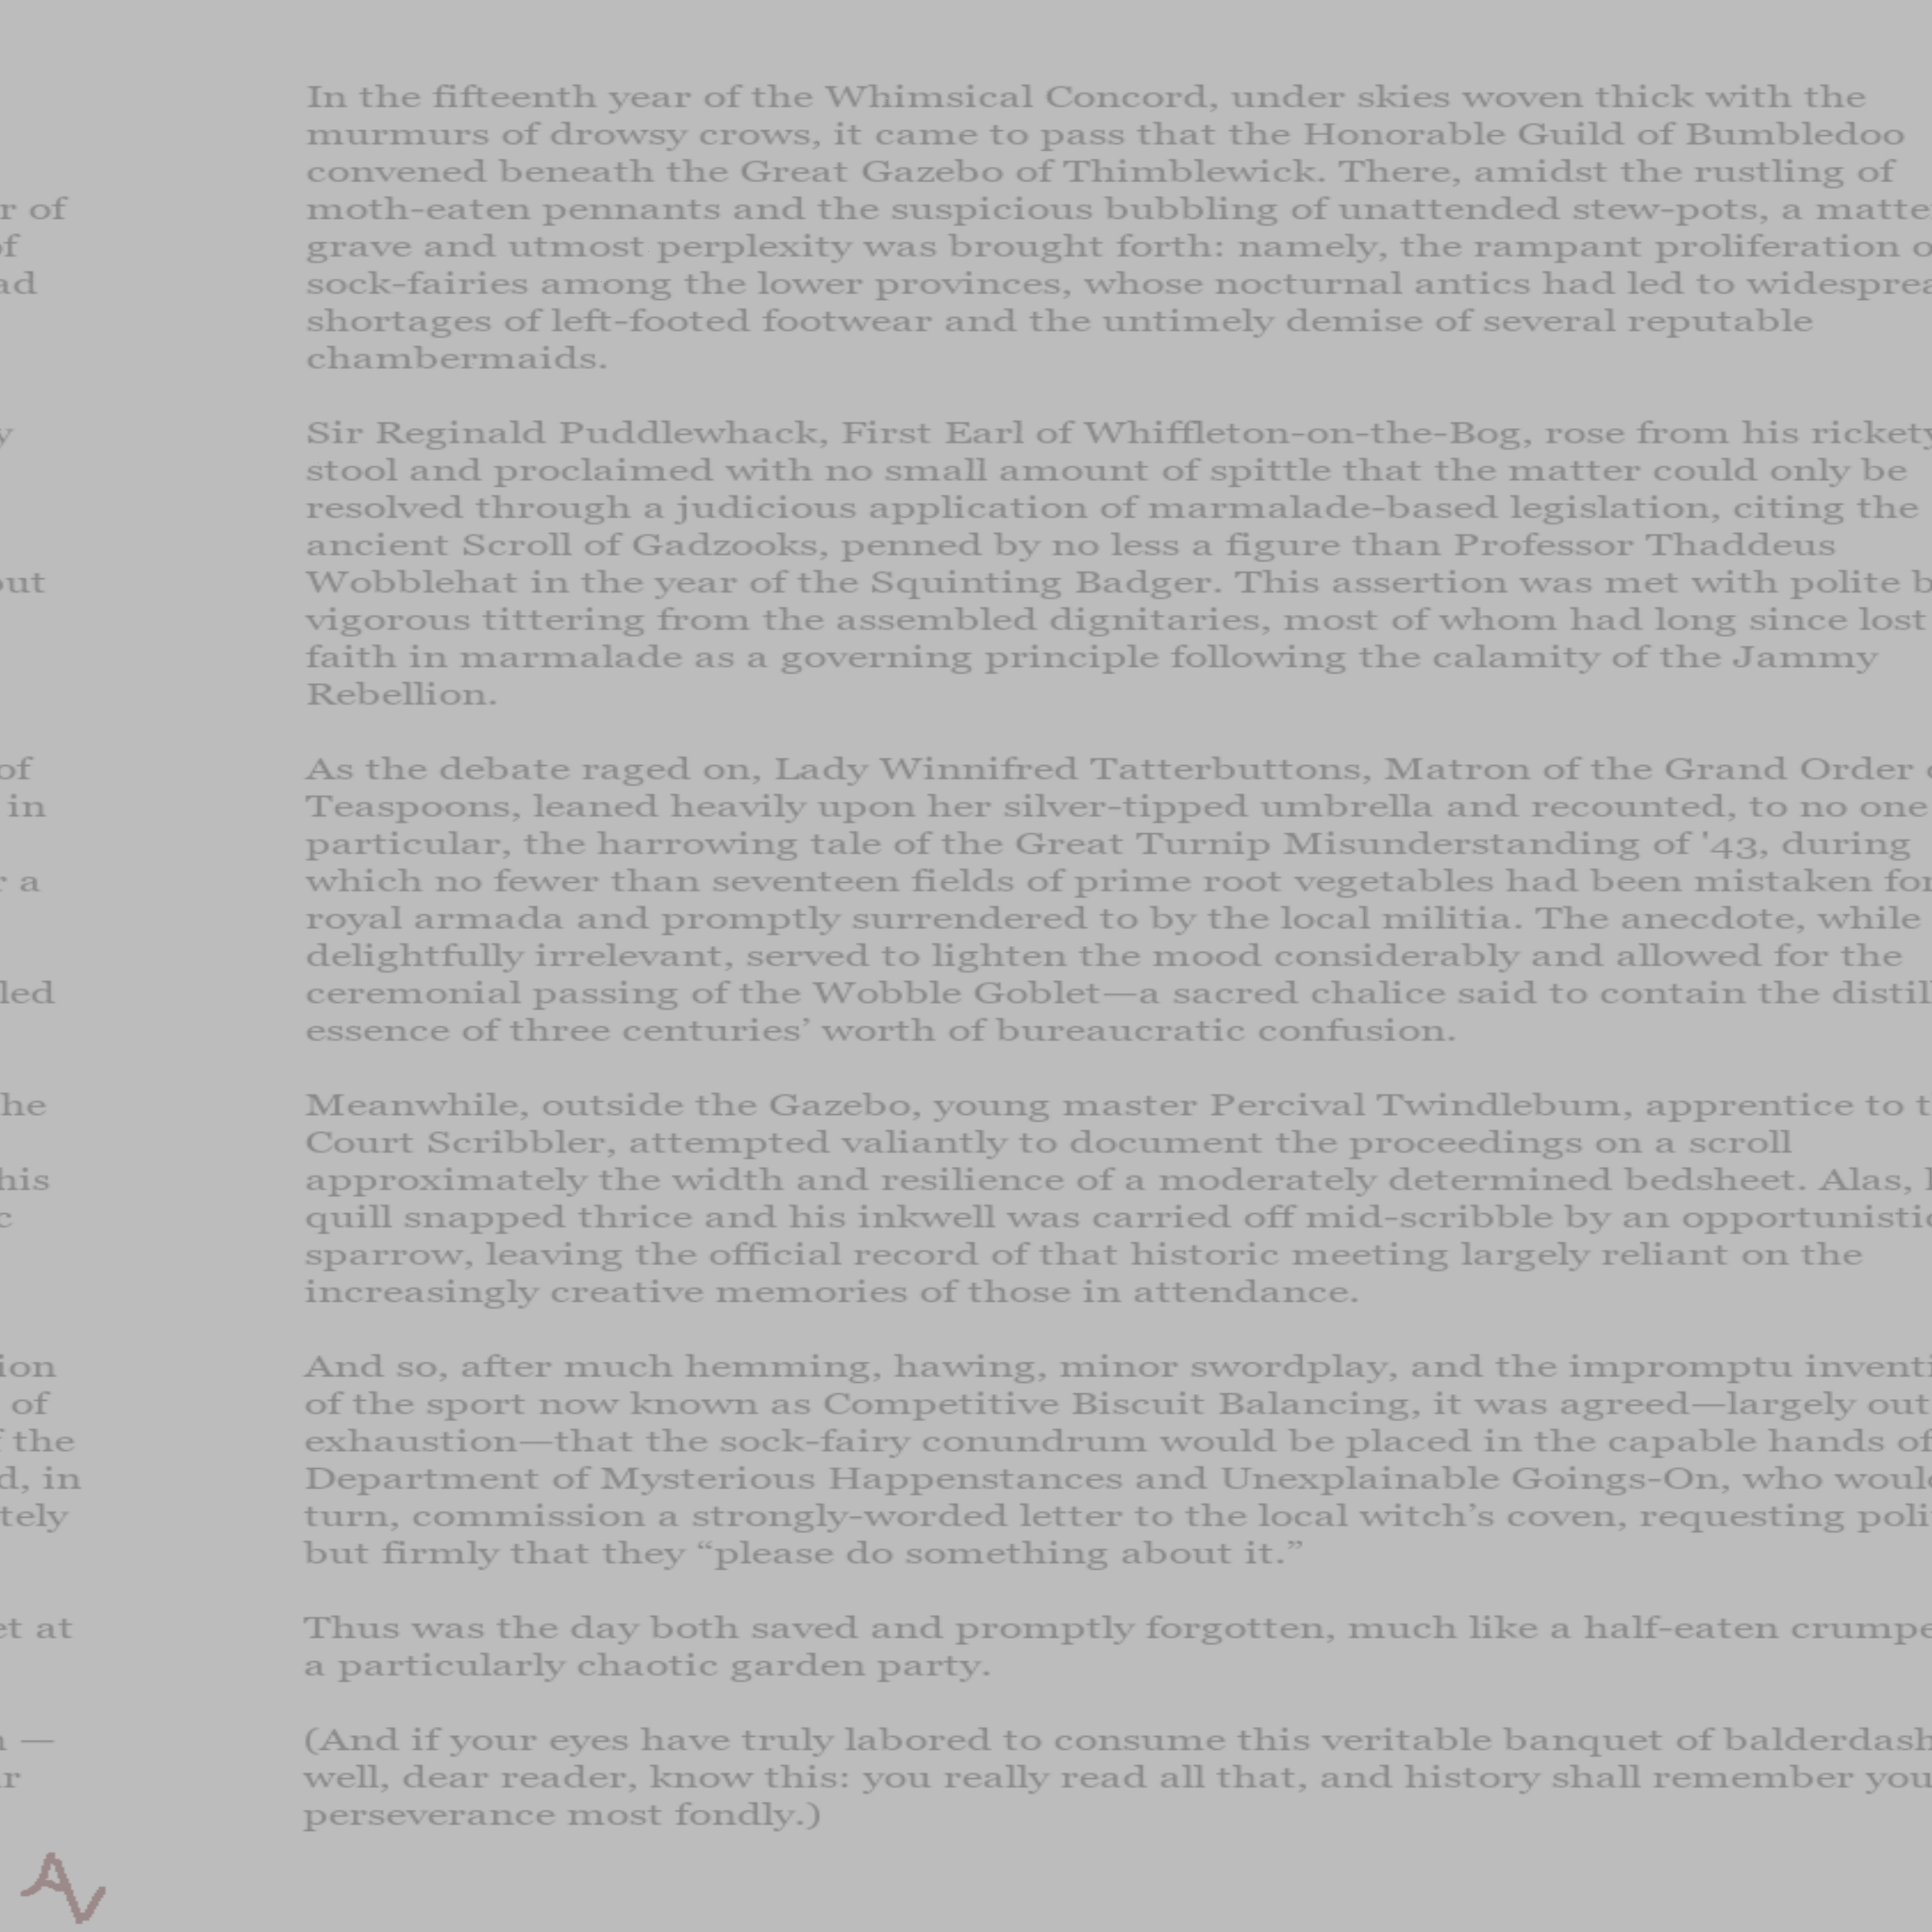 r of
of
ad
y
out
of
in
r a
led
he
his
c
ion
of
f the
d, in
tely
et at
n —
ur
In the fifteenth year of the Whimsical Concord, under skies woven thick with the
murmurs of drowsy crows, it came to pass that the Honorable Guild of Bumbledoo
convened beneath the Great Gazebo of Thimblewick. There, amidst the rustling of
moth-eaten pennants and the suspicious bubbling of unattended stew-pots, a matte
grave and utmost perplexity was brought forth: namely, the rampant proliferation o
sock-fairies among the lower provinces, whose nocturnal antics had led to widesprea
shortages of left-footed footwear and the untimely demise of several reputable
chambermaids.
Sir Reginald Puddlewhack, First Earl of Whiffleton-on-the-Bog, rose from his rickety
stool and proclaimed with no small amount of spittle that the matter could only be
resolved through a judicious application of marmalade-based legislation, citing the
ancient Scroll of Gadzooks, penned by no less a figure than Professor Thaddeus
Wobblehat in the year of the Squinting Badger. This assertion was met with polite b
vigorous tittering from the assembled dignitaries, most of whom had long since lost
faith in marmalade as a governing principle following the calamity of the Jammy
Rebellion.
As the debate raged on, Lady Winnifred Tatterbuttons, Matron of the Grand Order o
Teaspoons, leaned heavily upon her silver-tipped umbrella and recounted, to no one
particular, the harrowing tale of the Great Turnip Misunderstanding of '43, during
which no fewer than seventeen fields of prime root vegetables had been mistaken for
royal armada and promptly surrendered to by the local militia. The anecdote, while
delightfully irrelevant, served to lighten the mood considerably and allowed for the
ceremonial passing of the Wobble Goblet—a sacred chalice said to contain the distill
essence of three centuries’ worth of bureaucratic confusion.
Meanwhile, outside the Gazebo, young master Percival Twindlebum, apprentice to t
Court Scribbler, attempted valiantly to document the proceedings on a scroll
approximately the width and resilience of a moderately determined bedsheet. Alas, h
quill snapped thrice and his inkwell was carried off mid-scribble by an opportunistic
sparrow, leaving the official record of that historic meeting largely reliant on the
increasingly creative memories of those in attendance.
And so, after much hemming, hawing, minor swordplay, and the impromptu inventi
of the sport now known as Competitive Biscuit Balancing, it was agreed—largely out
exhaustion—that the sock-fairy conundrum would be placed in the capable hands of
Department of Mysterious Happenstances and Unexplainable Goings-On, who would
turn, commission a strongly-worded letter to the local witch’s coven, requesting poli
but firmly that they “please do something about it.”
Thus was the day both saved and promptly forgotten, much like a half-eaten crumpe
a particularly chaotic garden party.
(And if your eyes have truly labored to consume this veritable banquet of balderdash
well, dear reader, know this: you really read all that, and history shall remember you
perseverance most fondly.)
AV